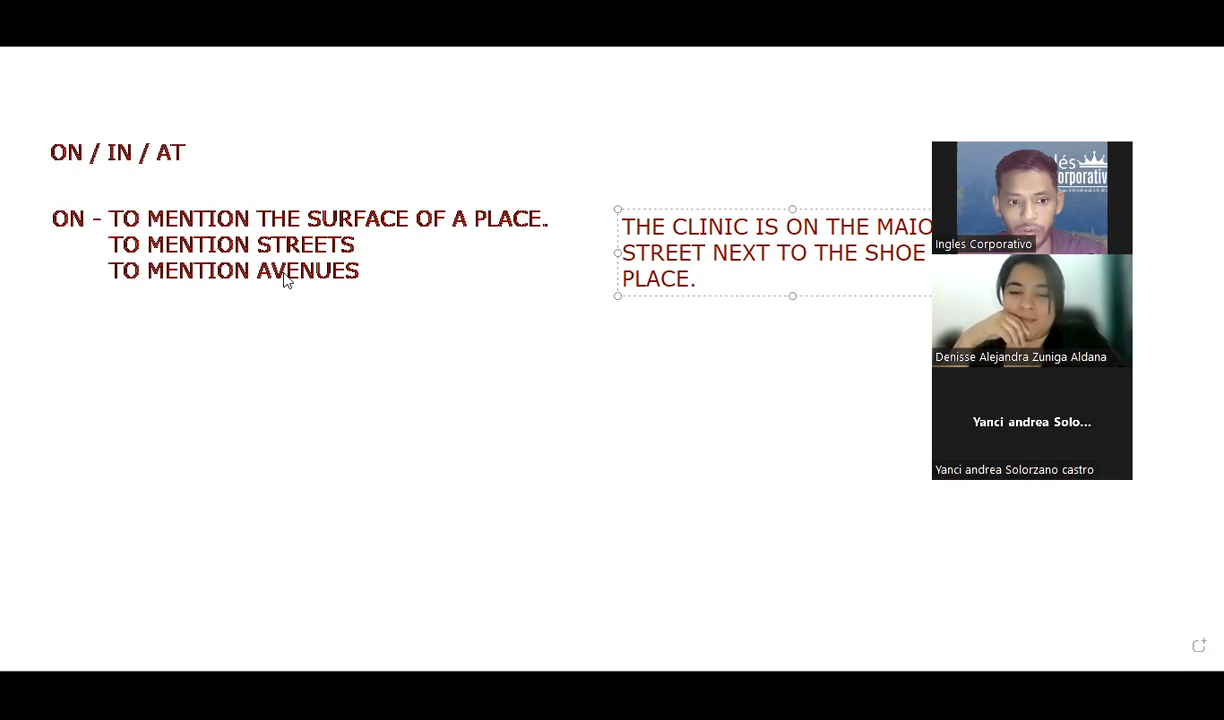 ON / IN / AT
ON - TO MENTION THE SURFACE OF A PLACE.
TO MENTION STREETS
TO MENTION AVENUES
THE CLINIC IS ON THE MAIO
STREET NEXT TO THE SHOE
PLACE.
Ingles Corporativo
Denisse Alejandra Zuniga Aldana
Yanci andrea Solo...
Yanci andrea Solorzano castro